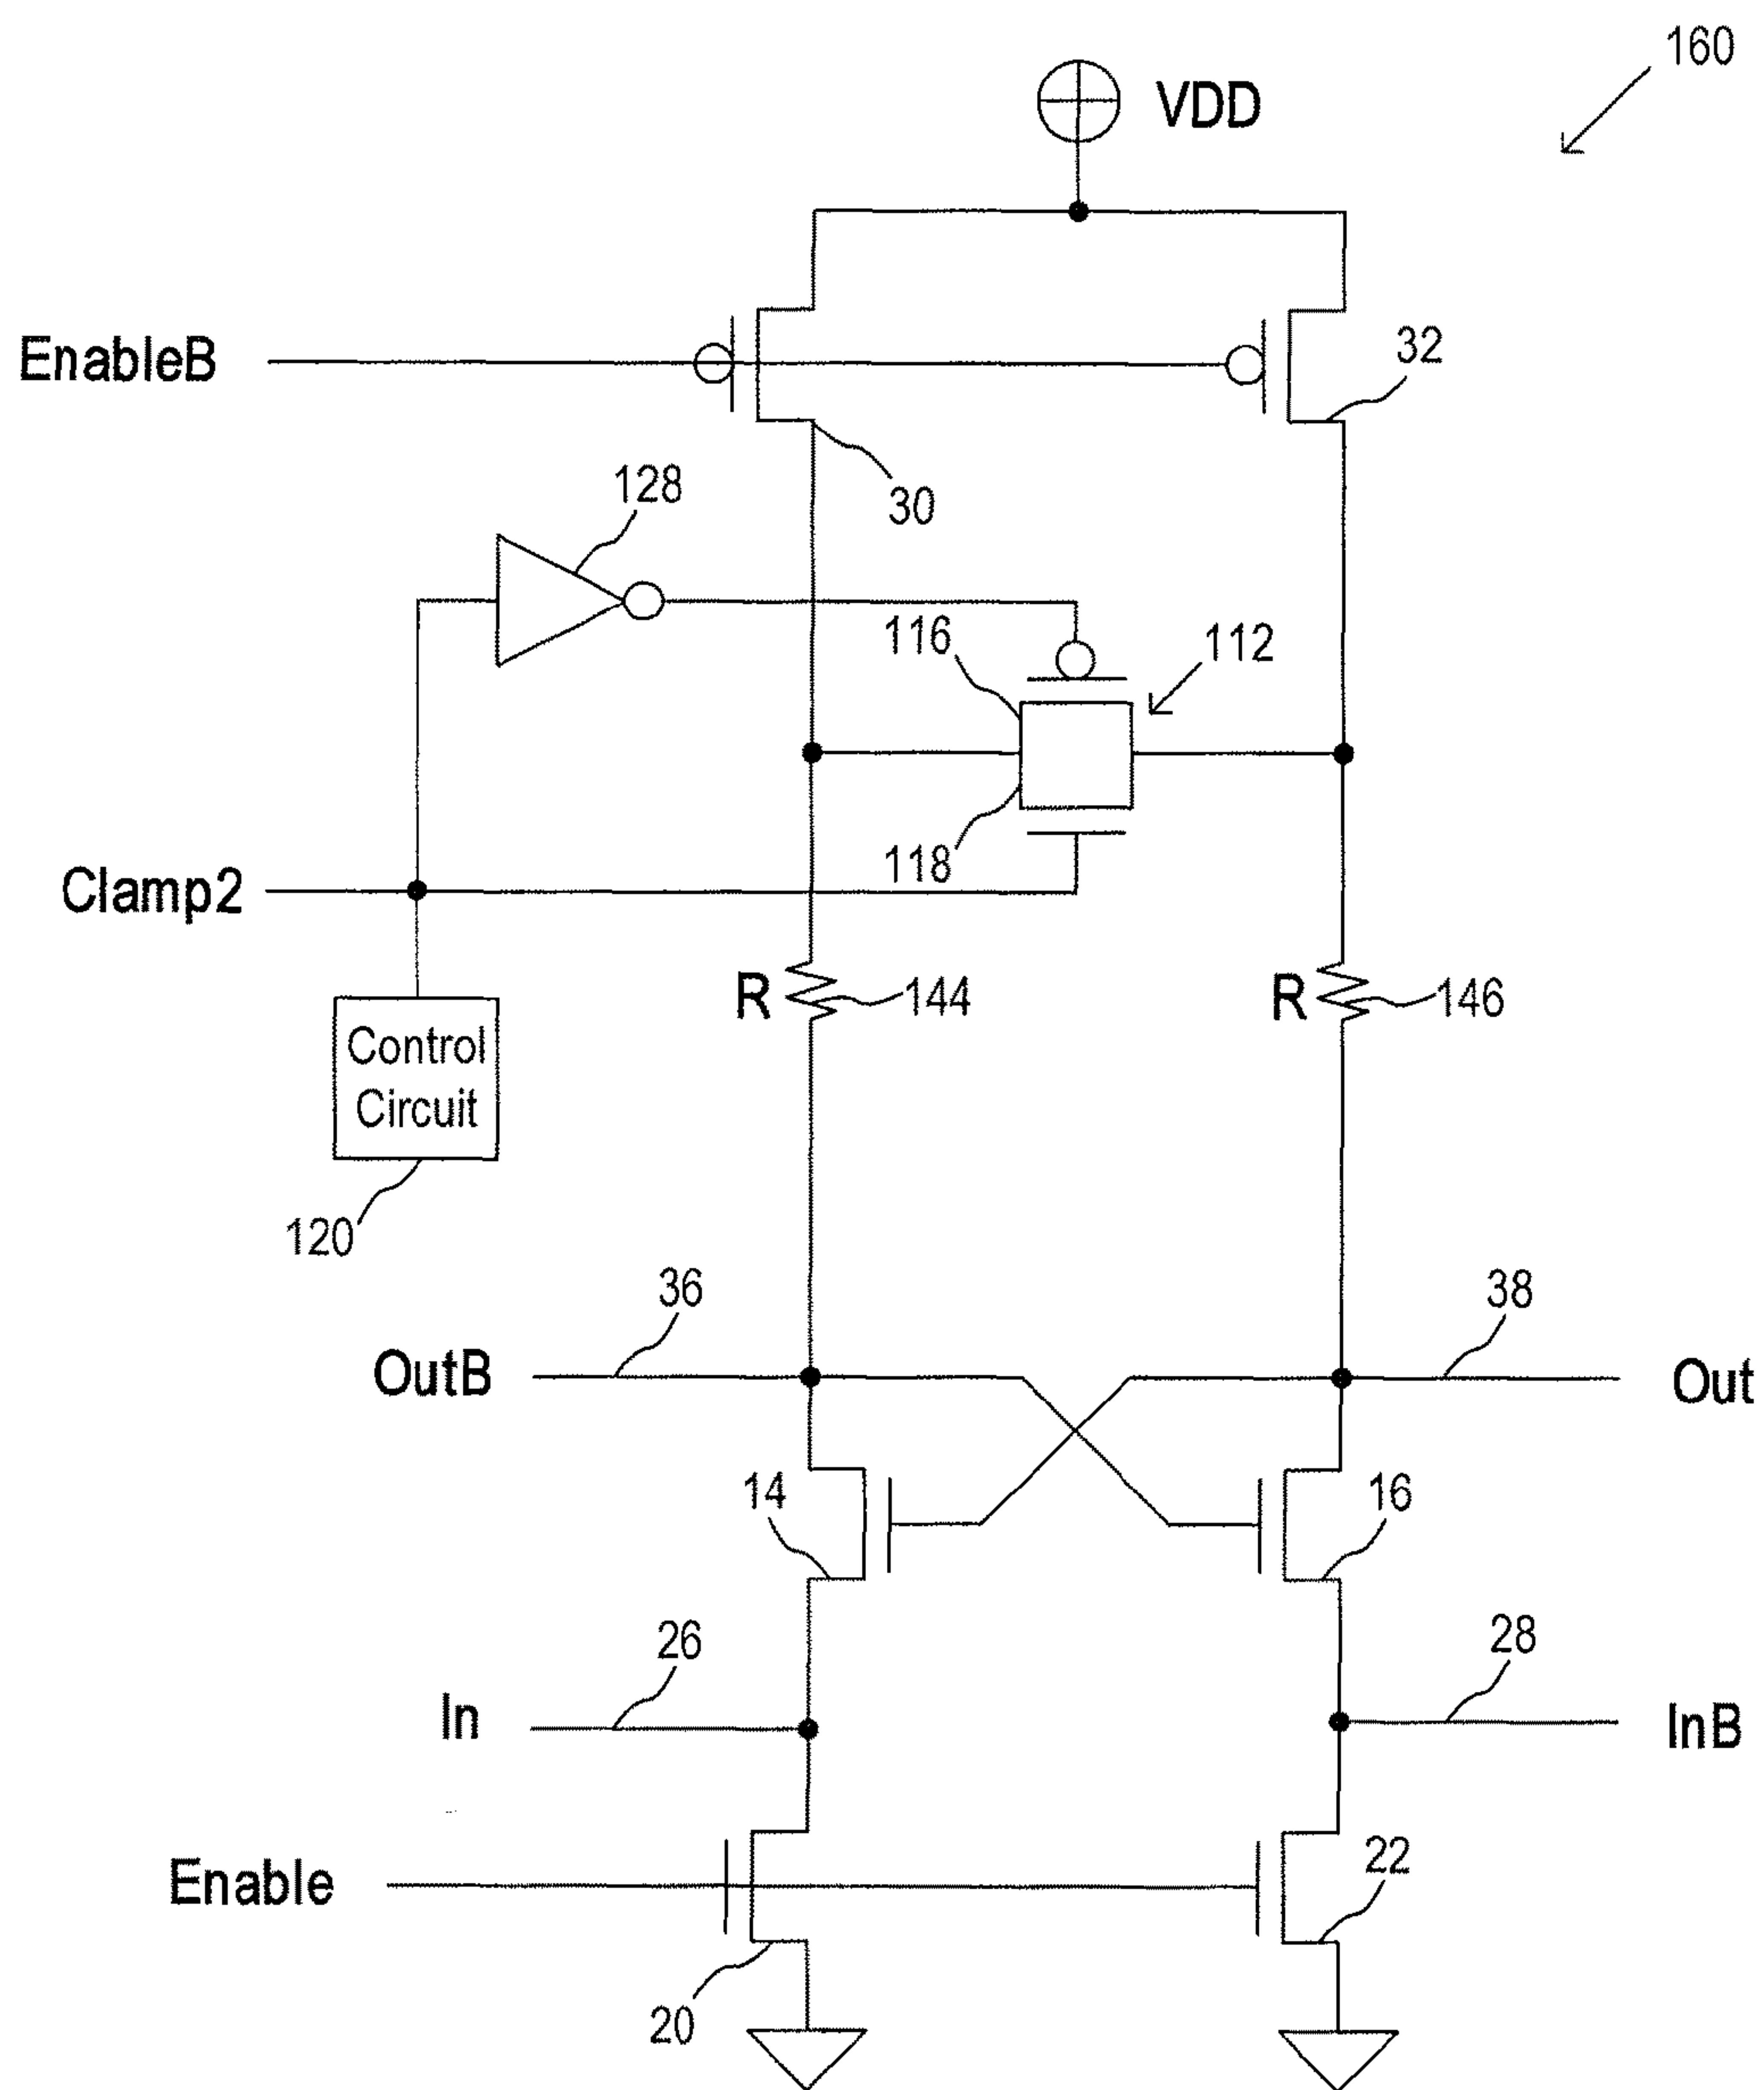 160
VDD
EnableB
32
30
128
116
112
118
Clamp2
R
144
R
146
Control
Circuit
120
36
38
OutB
Out
14
16
26
28
In
InB
Enable
22
20